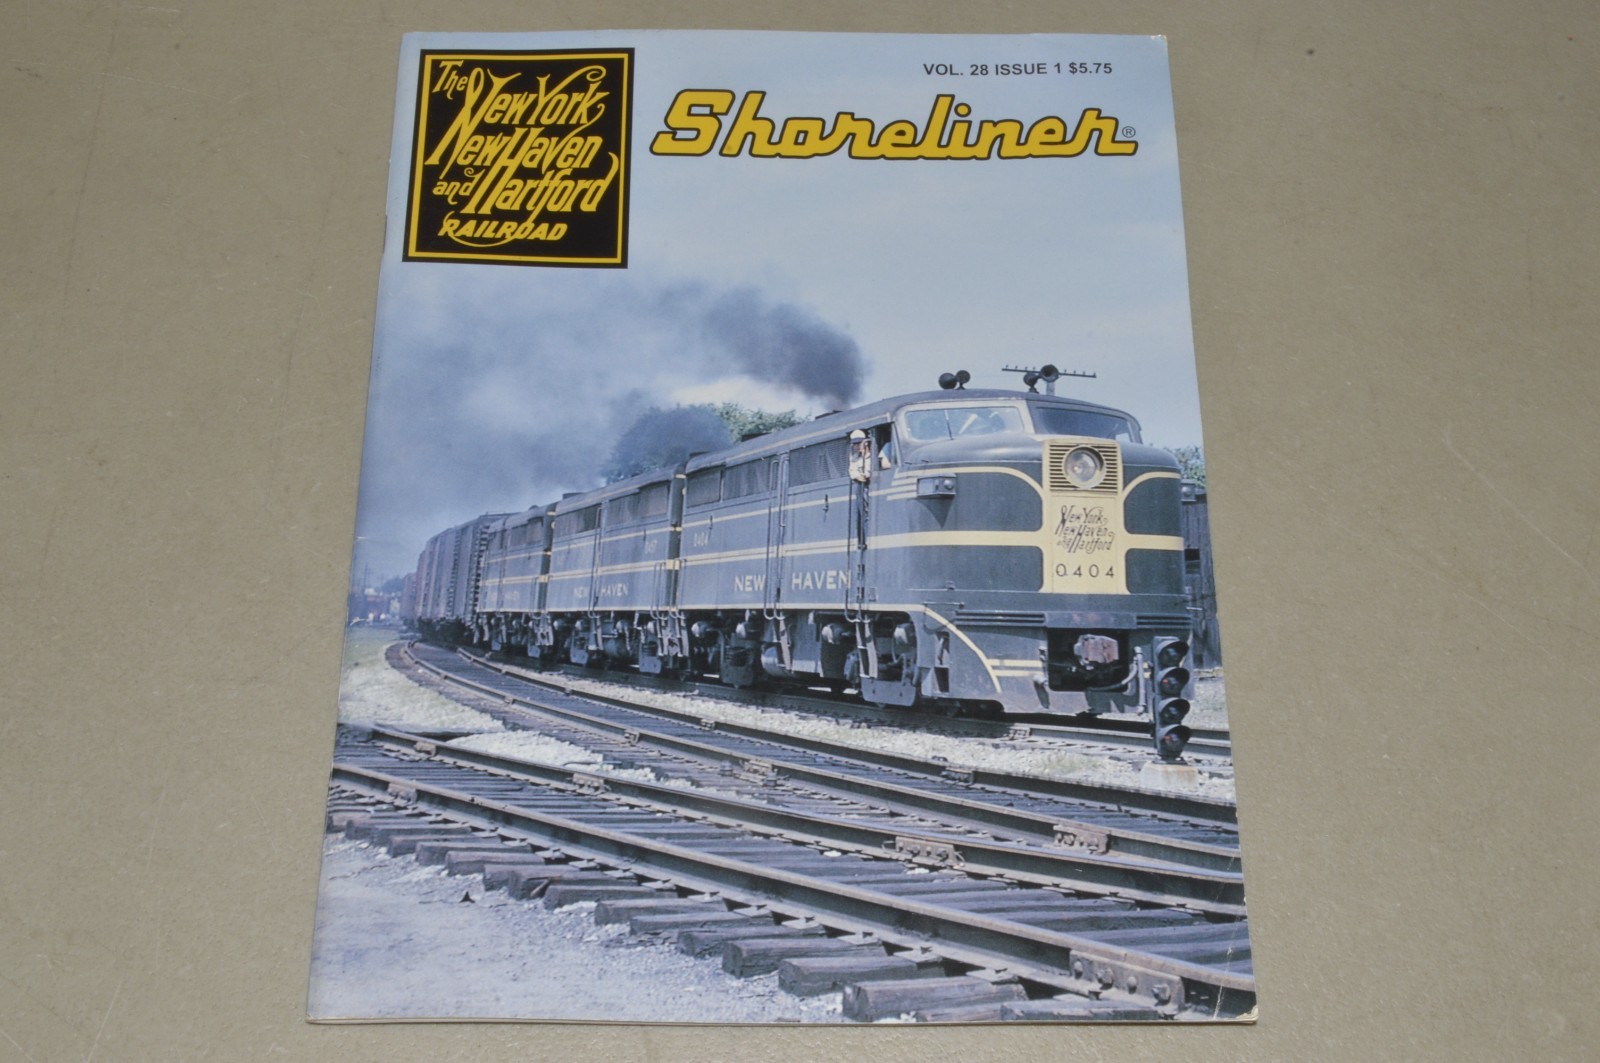 The
New York
New Haven
and Hartford
RAILROAD
VOL. 28 ISSUE 1 $5.75
Shoreliner®
New York
New Haven
and Hartford
0404
NEW HAVEN
0404
NEW HAVEN